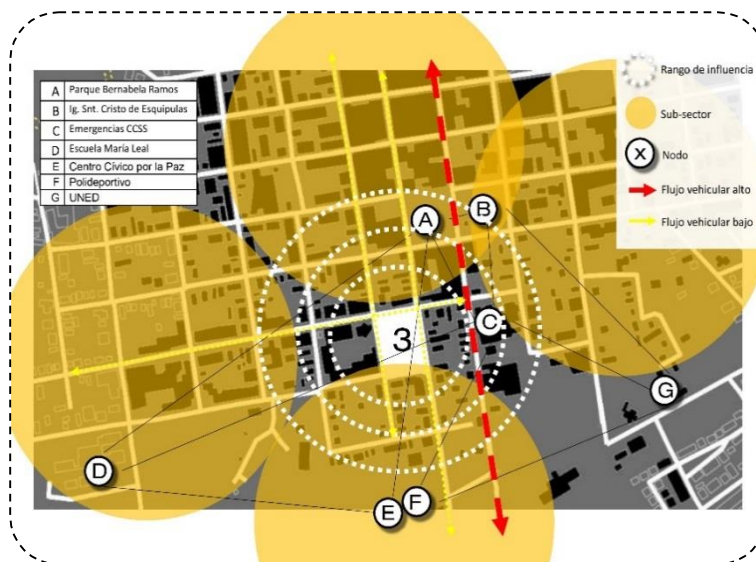 A Parque Bernabela Ramos
B Ig. Snt. Cristo de Esquipulas
C Emergencias CCSS
D Escuela María Leal
E Centro Cívico por la Paz
F Polideportivo
G UNED
Rango de influencia
Sub-sector
X Nodo
Flujo vehicular alto
Flujo vehicular bajo
A
B
3
C
G
D
E
F